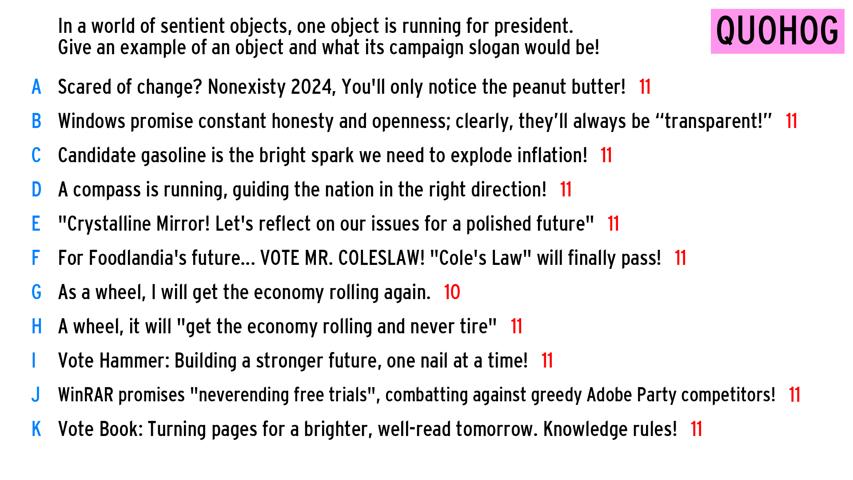 In a world of sentient objects, one object is running for president.
Give an example of an object and what its campaign slogan would be!
QUOHOG
A Scared of change? Nonexisty 2024, You'll only notice the peanut butter! 11
B Windows promise constant honesty and openness; clearly, they’ll always be “transparent!” 11
C Candidate gasoline is the bright spark we need to explode inflation! 11
D A compass is running, guiding the nation in the right direction! 11
E "Crystalline Mirror! Let's reflect on our issues for a polished future" 11
F For Foodlandia's future... VOTE MR. COLESLAW! "Cole's Law" will finally pass! 11
G As a wheel, I will get the economy rolling again. 10
H A wheel, it will "get the economy rolling and never tire" 11
I Vote Hammer: Building a stronger future, one nail at a time! 11
J WinRAR promises "neverending free trials", combatting against greedy Adobe Party competitors! 11
K Vote Book: Turning pages for a brighter, well-read tomorrow. Knowledge rules! 11